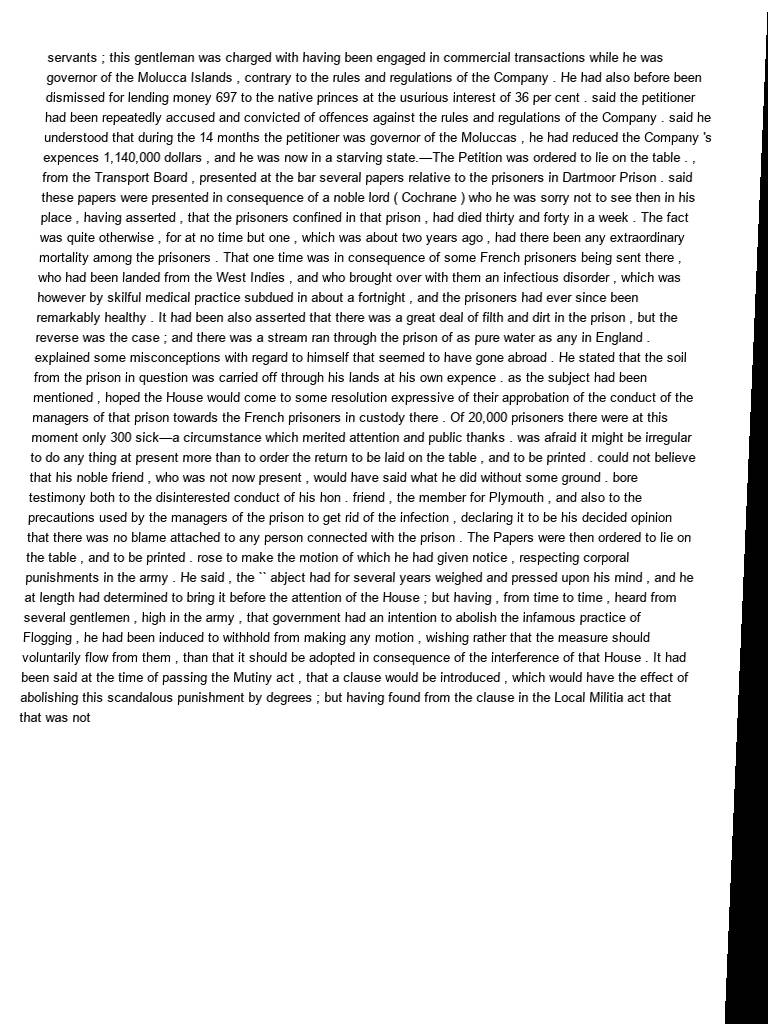 servants ; this gentleman was charged with having been engaged in commercial transactions while he was
governor of the Molucca Islands , contrary to the rules and regulations of the Company . He had also before been
dismissed for lending money 697 to the native princes at the usurious interest of 36 per cent . said the petitioner
had been repeatedly accused and convicted of offences against the rules and regulations of the Company . said he
understood that during the 14 months the petitioner was governor of the Moluccas , he had reduced the Company 's
expences 1,140,000 dollars , and he was now in a starving state.—The Petition was ordered to lie on the table . ,
from the Transport Board , presented at the bar several papers relative to the prisoners in Dartmoor Prison . said
these papers were presented in consequence of a noble lord ( Cochrane ) who he was sorry not to see then in his
place , having asserted , that the prisoners confined in that prison , had died thirty and forty in a week . The fact
was quite otherwise , for at no time but one , which was about two years ago , had there been any extraordinary
mortality among the prisoners . That one time was in consequence of some French prisoners being sent there ,
who had been landed from the West Indies , and who brought over with them an infectious disorder , which was
however by skilful medical practice subdued in about a fortnight , and the prisoners had ever since been
remarkably healthy . It had been also asserted that there was a great deal of filth and dirt in the prison , but the
reverse was the case ; and there was a stream ran through the prison of as pure water as any in England .
explained some misconceptions with regard to himself that seemed to have gone abroad . He stated that the soil
from the prison in question was carried off through his lands at his own expence . as the subject had been
mentioned , hoped the House would come to some resolution expressive of their approbation of the conduct of the
managers of that prison towards the French prisoners in custody there . Of 20,000 prisoners there were at this
moment only 300 sick—a circumstance which merited attention and public thanks . was afraid it might be irregular
to do any thing at present more than to order the return to be laid on the table , and to be printed . could not believe
that his noble friend , who was not now present , would have said what he did without some ground . bore
testimony both to the disinterested conduct of his hon . friend , the member for Plymouth , and also to the
precautions used by the managers of the prison to get rid of the infection , declaring it to be his decided opinion
that there was no blame attached to any person connected with the prison . The Papers were then ordered to lie on
the table , and to be printed . rose to make the motion of which he had given notice , respecting corporal
punishments in the army . He said , the `` abject had for several years weighed and pressed upon his mind , and he
at length had determined to bring it before the attention of the House ; but having , from time to time , heard from
several gentlemen , high in the army , that government had an intention to abolish the infamous practice of
Flogging , he had been induced to withhold from making any motion , wishing rather that the measure should
voluntarily flow from them , than that it should be adopted in consequence of the interference of that House . It had
been said at the time of passing the Mutiny act , that a clause would be introduced , which would have the effect of
abolishing this scandalous punishment by degrees ; but having found from the clause in the Local Militia act that
that was not